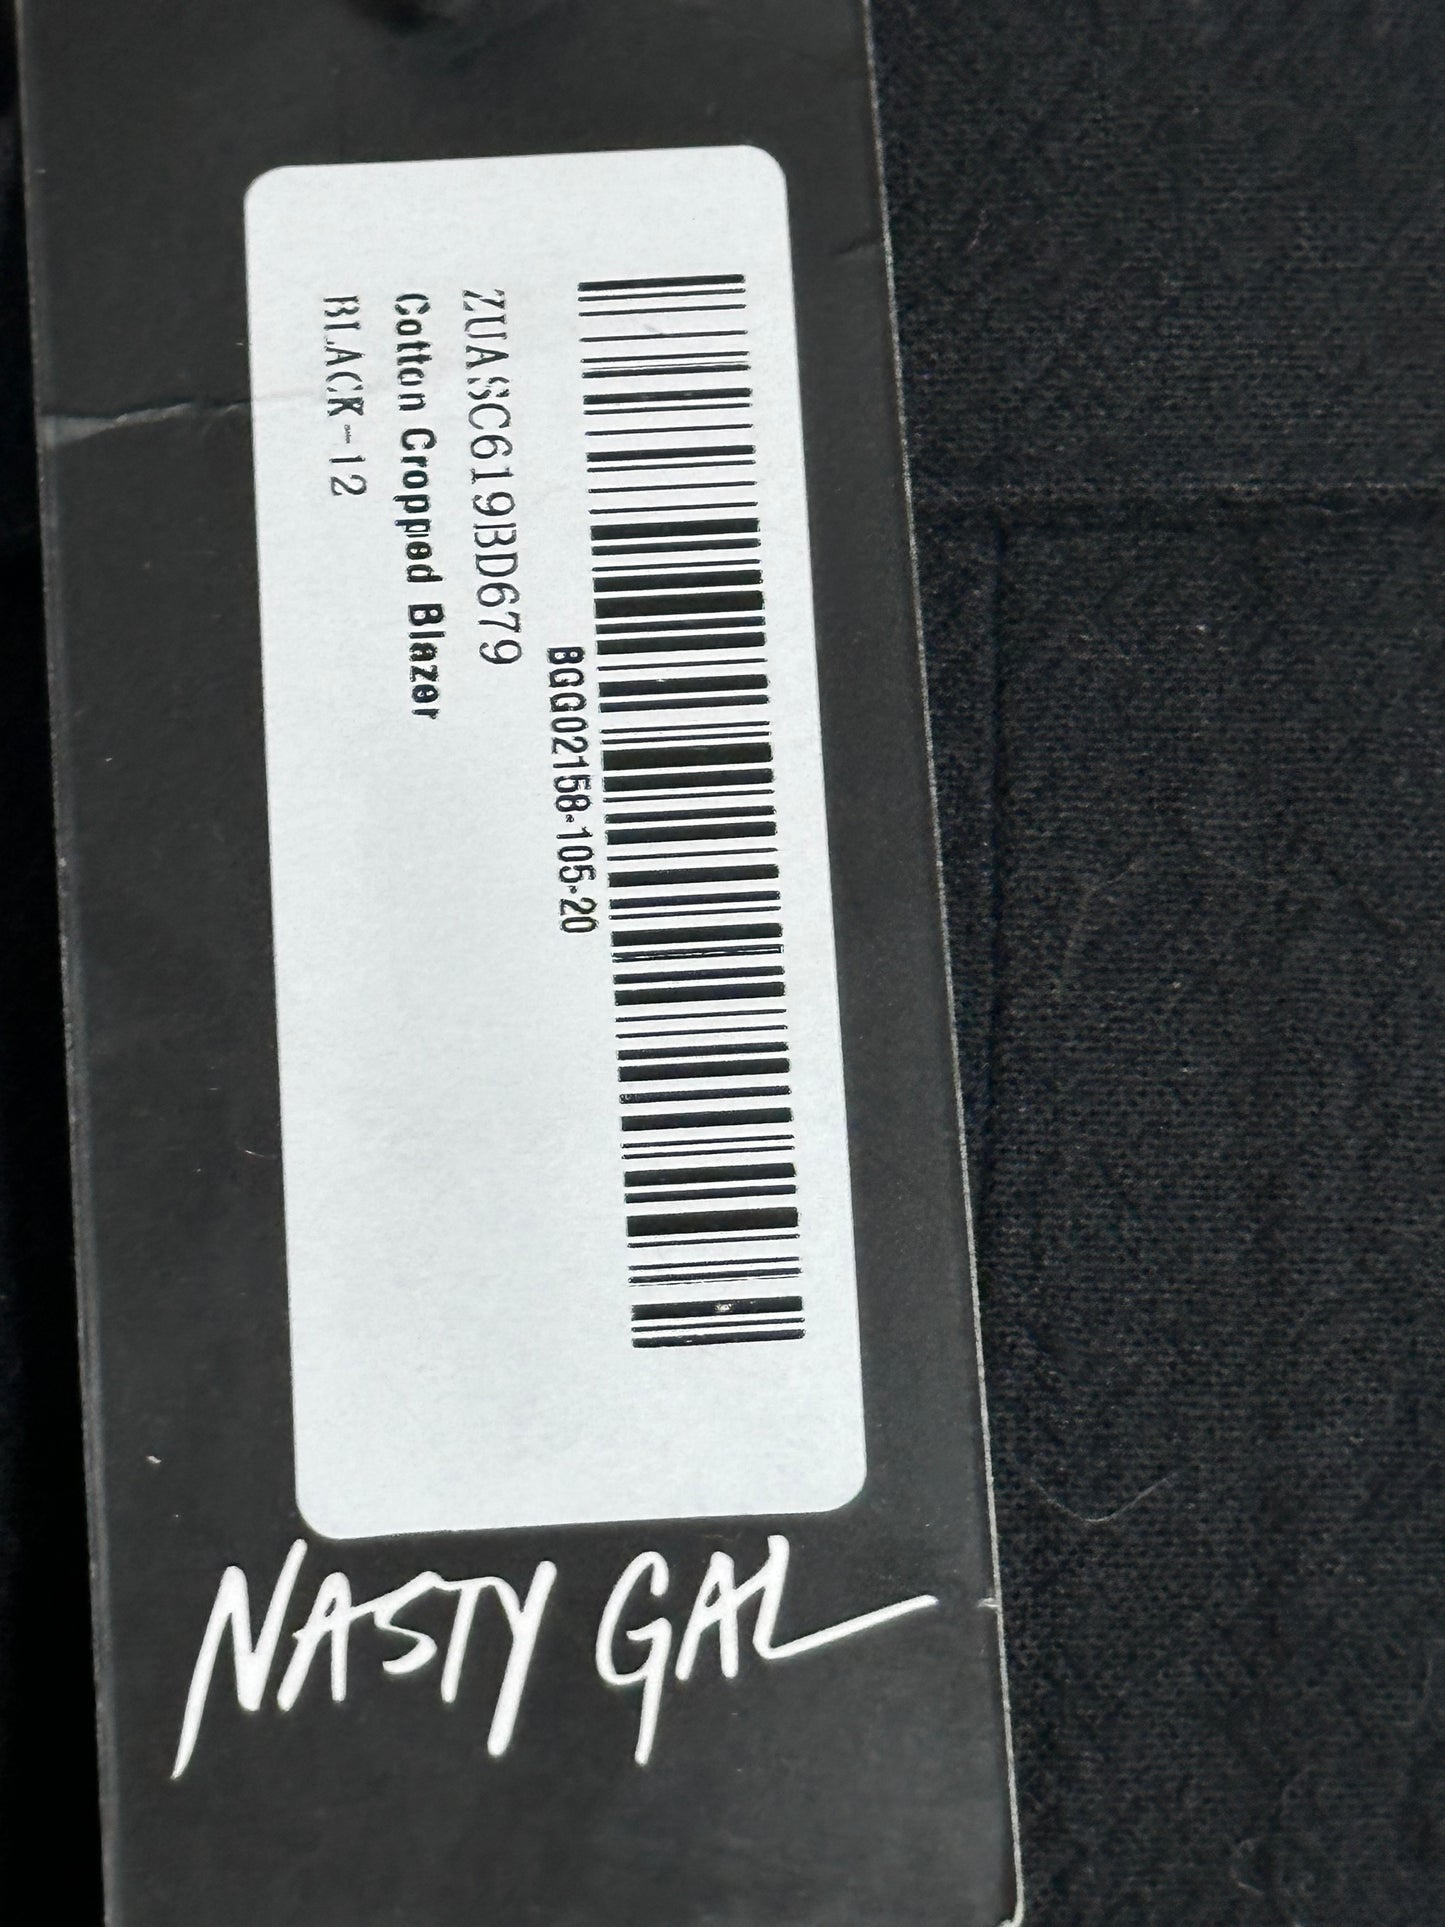 BGG02158-105-20
ZUASC619BD679
Cotton Cropped Blazer
BLACK-12
NASTY GAL